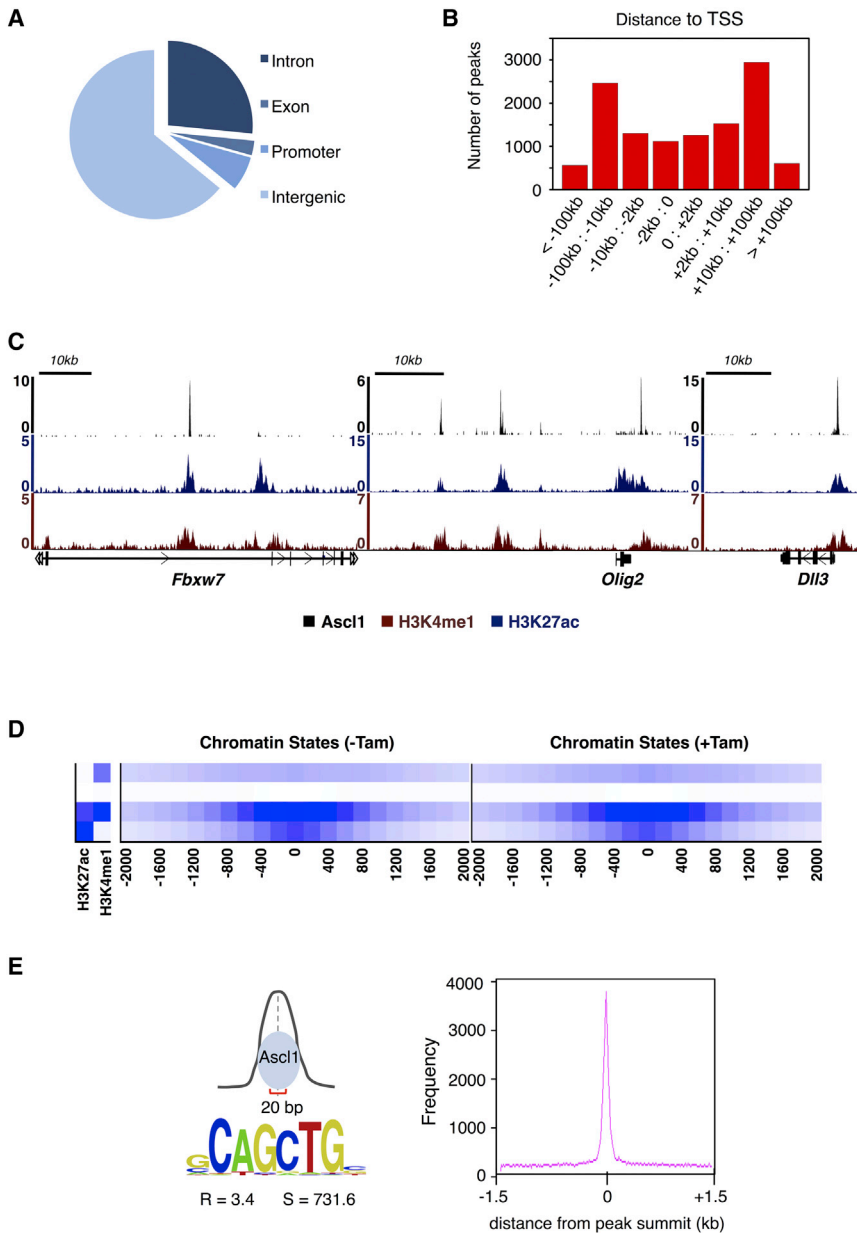 A
Intron
Exon
Promoter
Intergenic
B
Distance to TSS
Number of peaks
3000
2000
1000
0
< -100kb
-100kb : -10kb
-10kb : -2kb
-2kb : 0
0 : +2kb
+2kb : +10kb
+10kb : +100kb
> +100kb
C
10kb
10kb
10kb
10
0
5
0
5
0
6
0
15
0
7
0
15
0
15
0
7
0
Fbxw7
Olig2
Dll3
Ascl1
H3K4me1
H3K27ac
D
Chromatin States (-Tam)
Chromatin States (+Tam)
H3K27ac
H3K4me1
-2000
-1600
-1200
-800
-400
0
400
800
1200
1600
2000
-2000
-1600
-1200
-800
-400
0
400
800
1200
1600
2000
E
Ascl1
20 bp
GCAGCTGC
R = 3.4 S = 731.6
Frequency
4000
3000
4000
1000
0
-1.5
0
+1.5
distance from peak summit (kb)